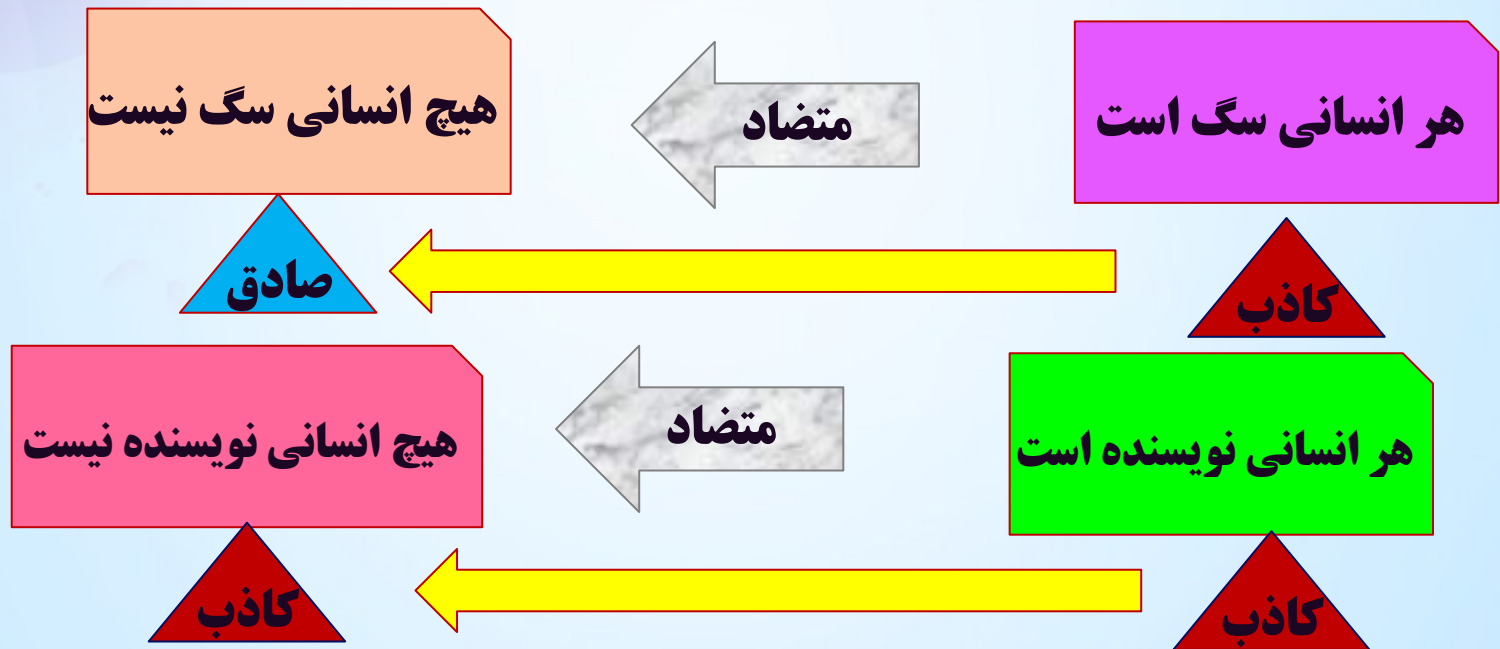 هر انسانی سگ است
متضاد
هیچ انسانی سگ نیست
کاذب
صادق
هر انسانی نویسنده است
متضاد
هیچ انسانی نویسنده نیست
کاذب
کاذب